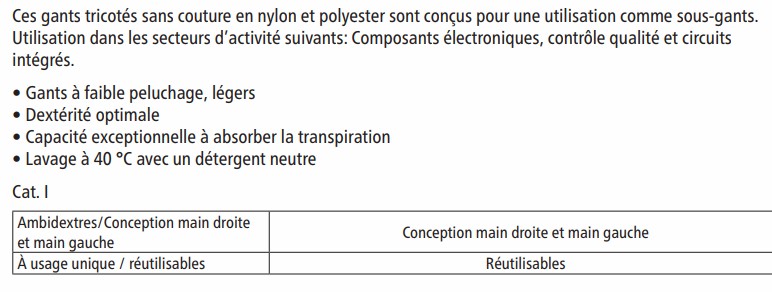 Ces gants tricotés sans couture en nylon et polyester sont conçus pour une utilisation comme sous-gants.
Utilisation dans les secteurs d’activité suivants: Composants électroniques, contrôle qualité et circuits
intégrés.
• Gants à faible peluchage, légers
• Dextérité optimale
• Capacité exceptionnelle à absorber la transpiration
• Lavage à 40 °C avec un détergent neutre
Cat. I
Ambidextres/Conception main droite
et main gauche
Conception main droite et main gauche
À usage unique / réutilisables
Réutilisables